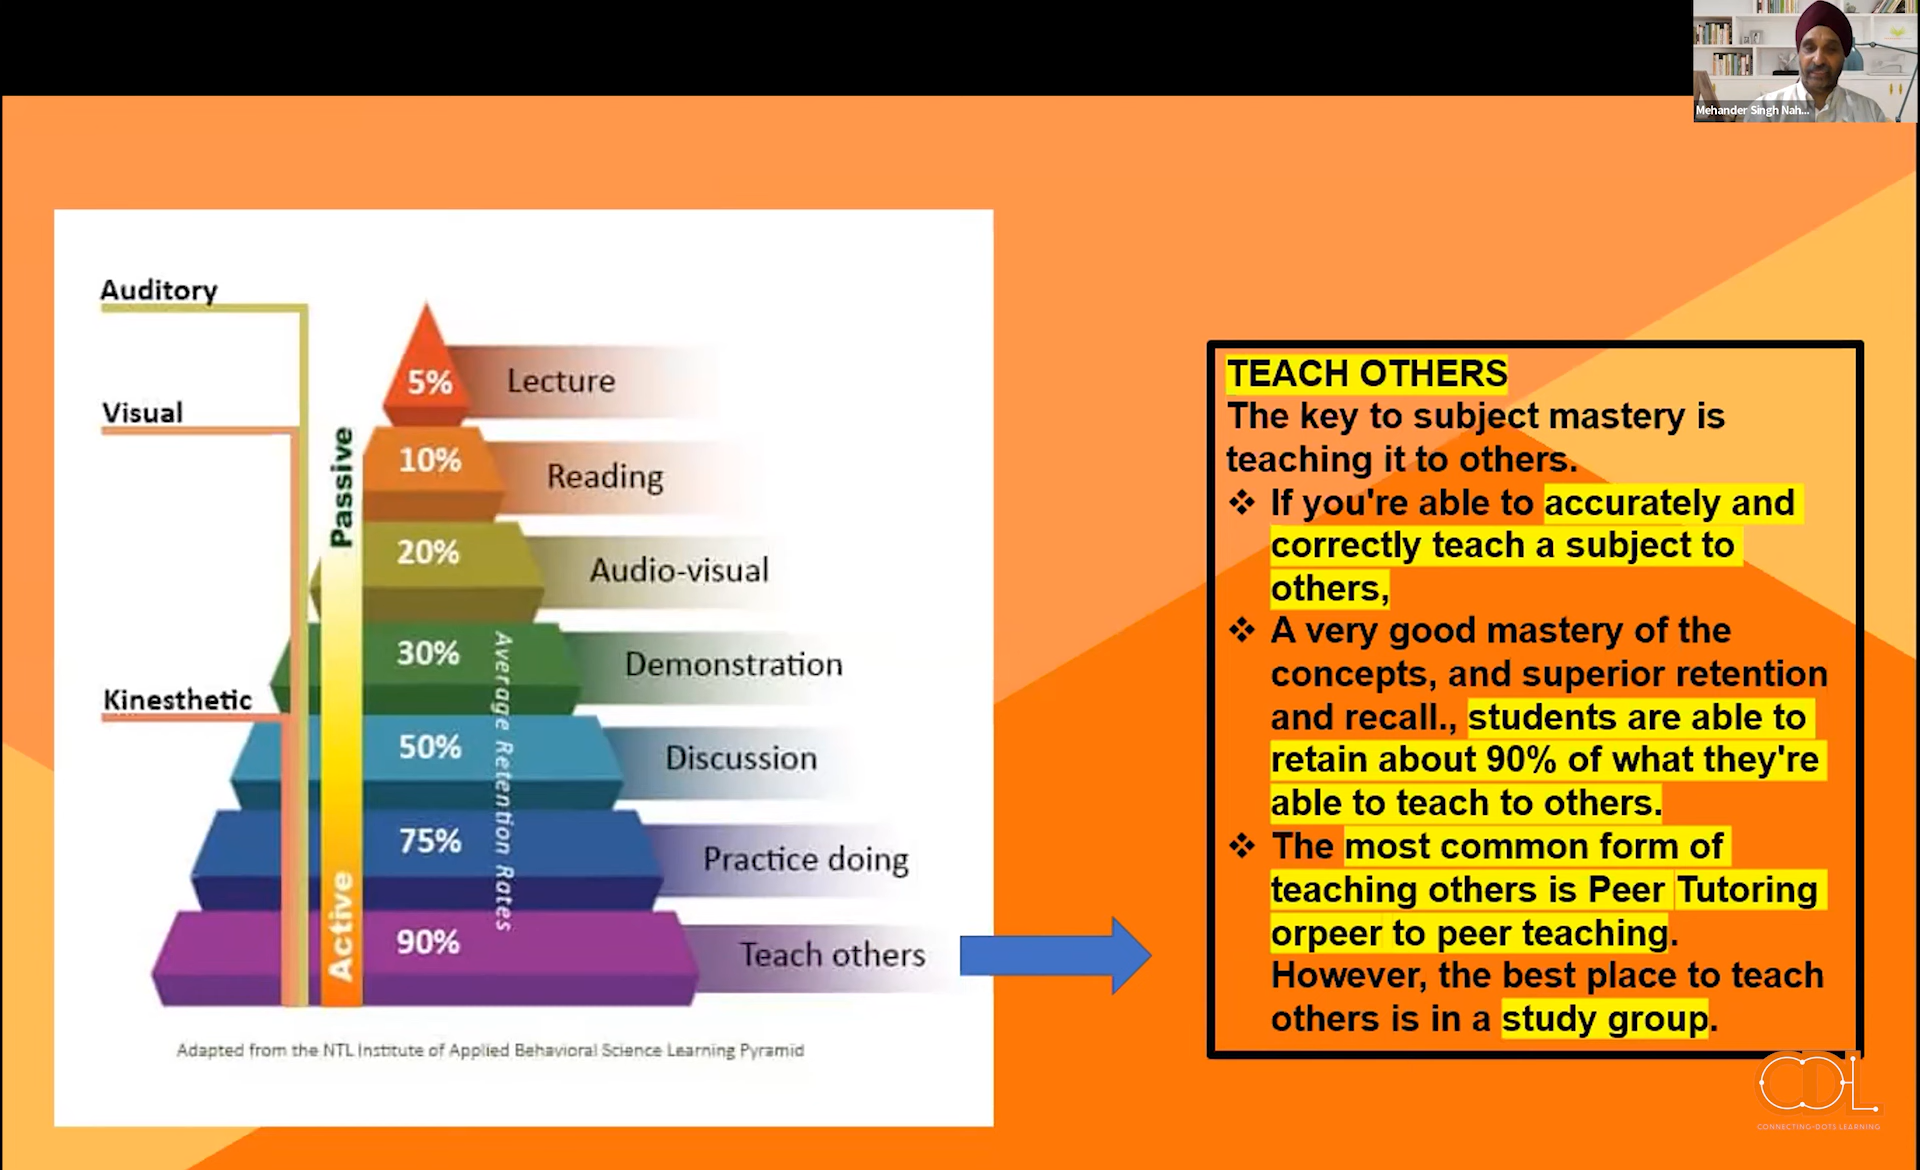 Mehander Singh Nah...
Auditory
Visual
Kinesthetic
Passive
Active
5%
Lecture
10%
Reading
20%
Audio-visual
30%
Demonstration
50%
Discussion
75%
Practice doing
90%
Teach others
Average Retention Rates
Adapted from the NTL Institute of Applied Behavioral Science Learning Pyramid
TEACH OTHERS
The key to subject mastery is
teaching it to others.
❖ If you're able to accurately and
correctly teach a subject to
others,
❖ A very good mastery of the
concepts, and superior retention
and recall., students are able to
retain about 90% of what they're
able to teach to others.
❖ The most common form of
teaching others is Peer Tutoring
orpeer to peer teaching.
However, the best place to teach
others is in a study group.
CDL
CONNECTING-DOTS LEARNING